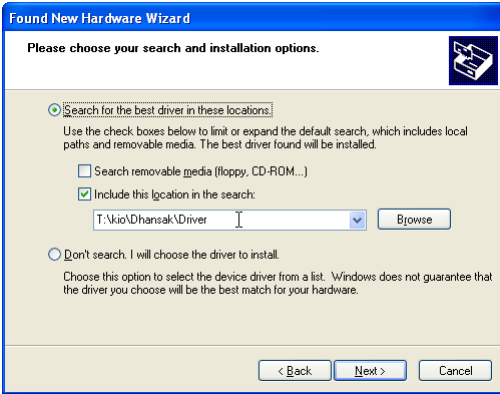 Found New Hardware Wizard
Please choose your search and installation options.
Search for the best driver in these locations.
Use the check boxes below to limit or expand the default search, which includes local
paths and removable media. The best driver found will be installed.
Search removable media (floppy, CD-ROM...)
Include this location in the search:
T:\kio\Dhansak\Driver
Browse
Don't search. I will choose the driver to install.
Choose this option to select the device driver from a list. Windows does not guarantee that
the driver you choose will be the best match for your hardware.
< Back
Next >
Cancel